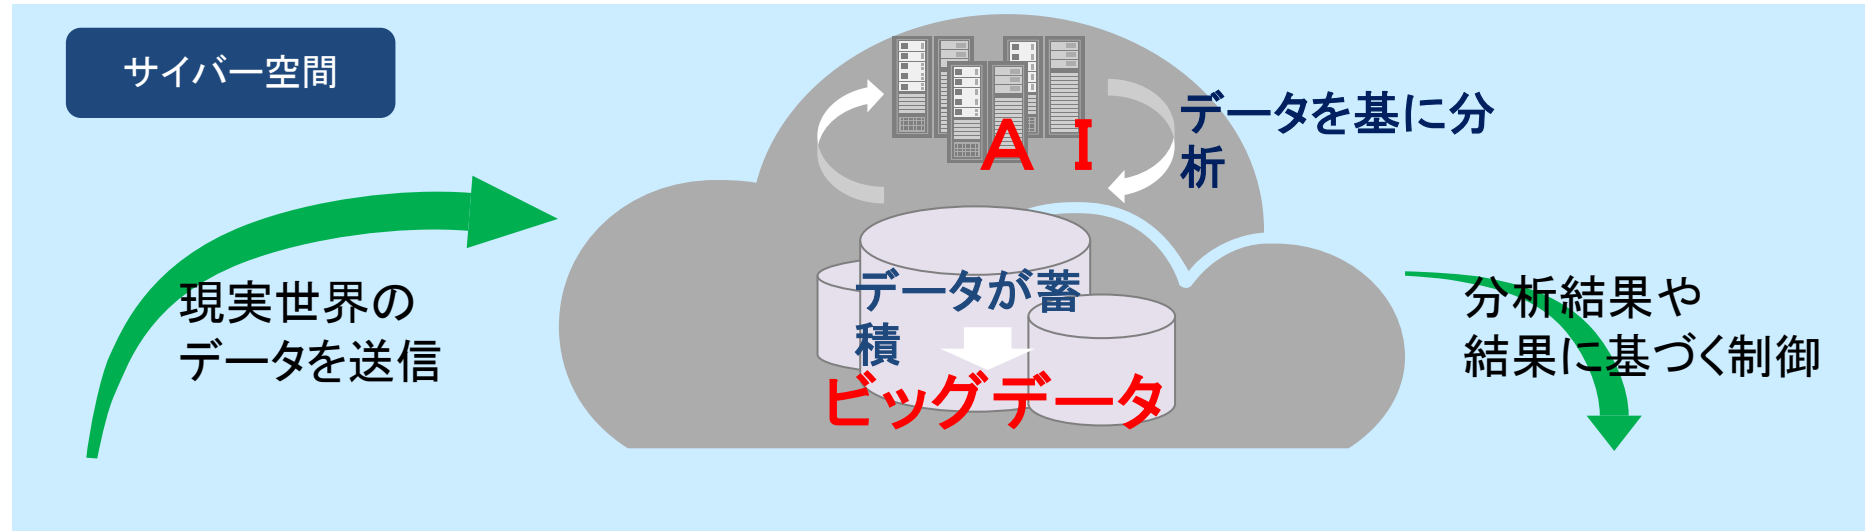 サイバー空間
ＡＩ
データを基に分
析
現実世界の
データを送信
データが蓄
積
ビッグデータ
分析結果や
結果に基づく制御